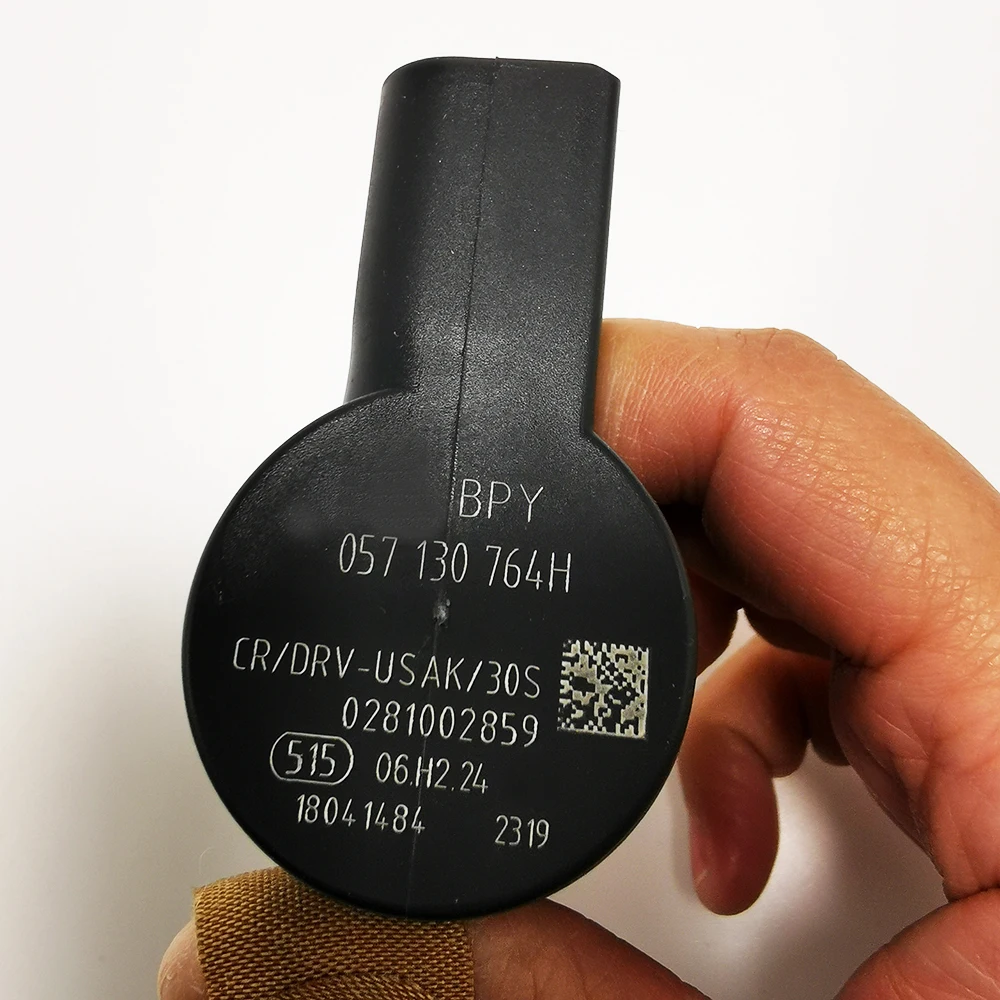 BPY
057 130 764H
CR/DRV-USAK/30S
0281002859
515 06.H2.24
18041484 2319